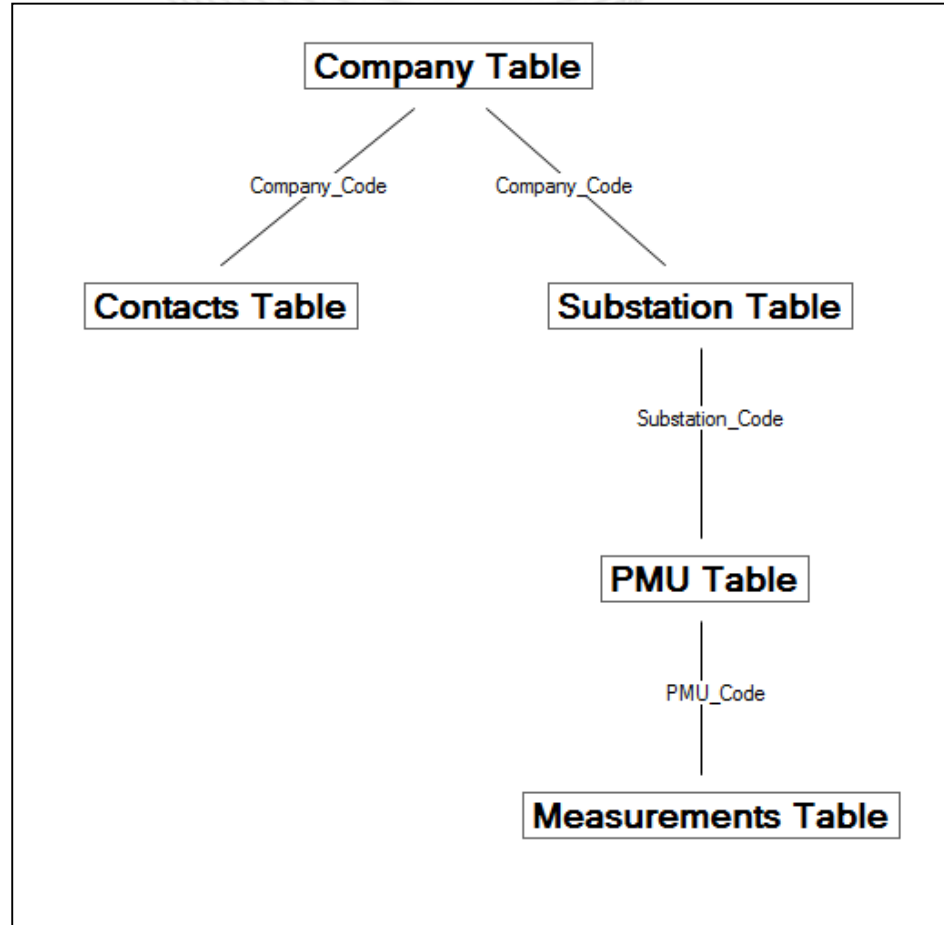 Company Table
Company_Code Company_Code
Contacts Table Substation Table
Substation_Code
PMU Table
PMU_Code
Measurements Table